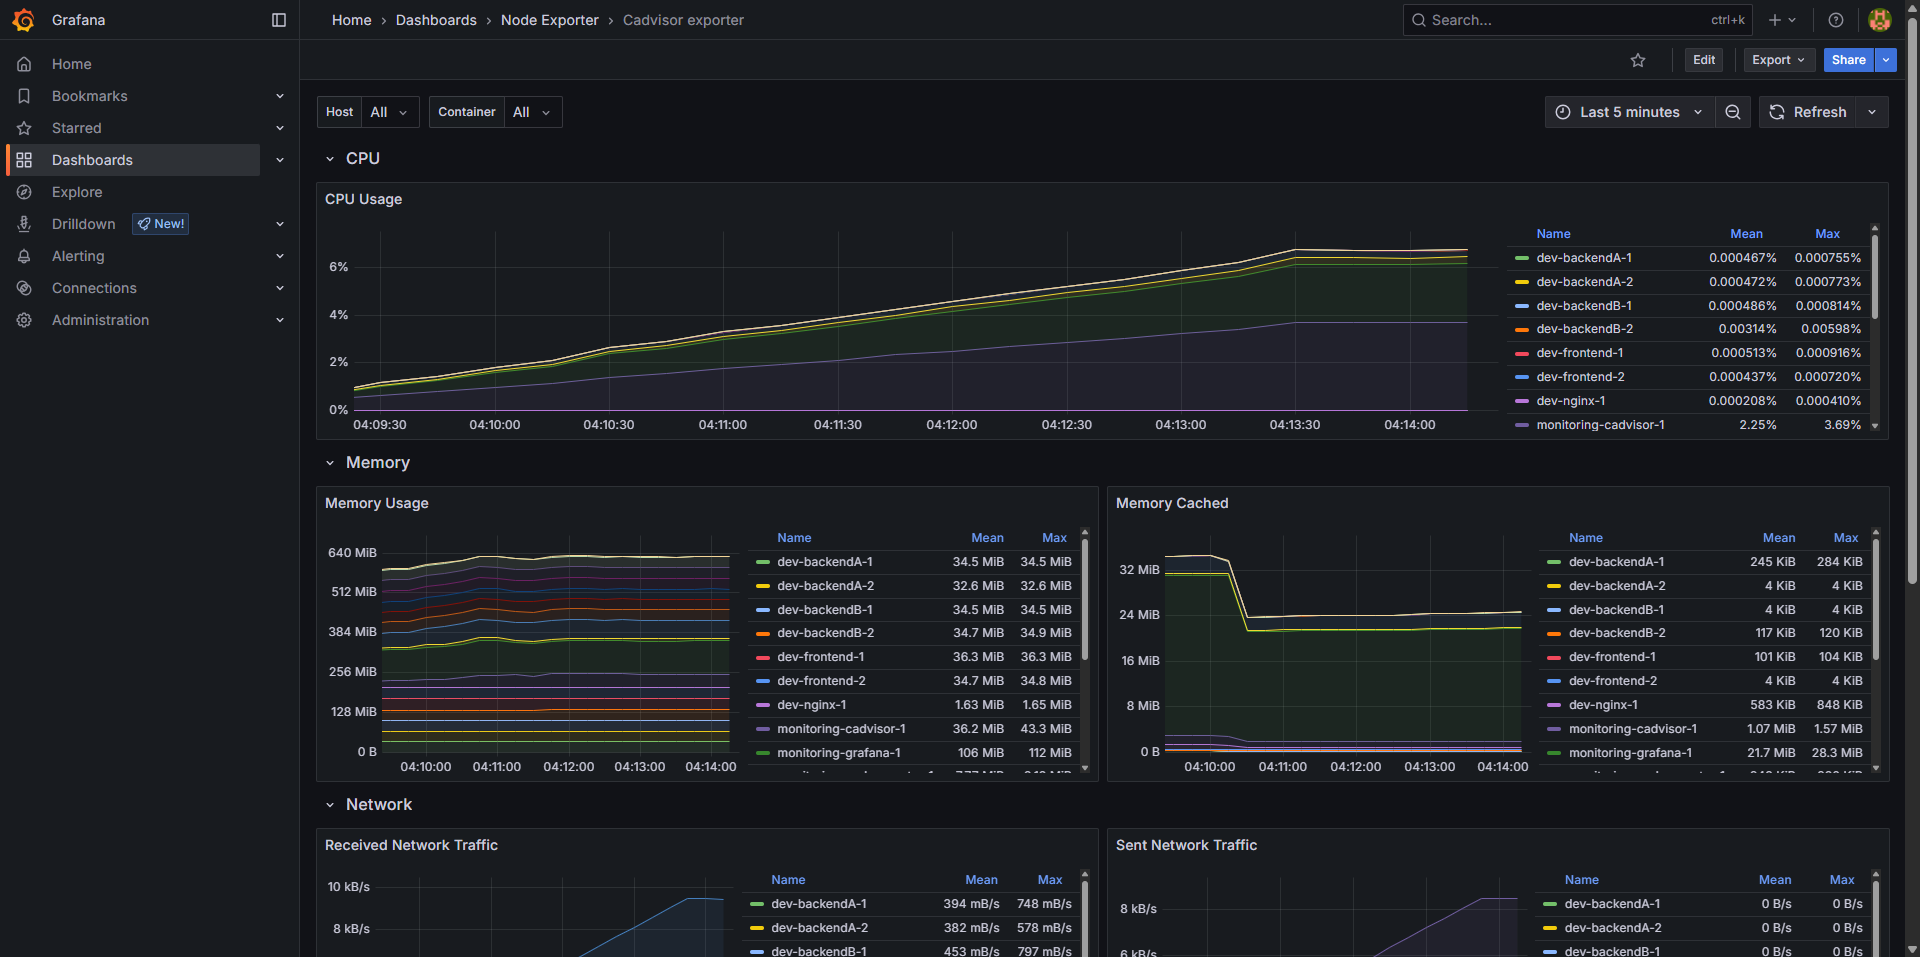 Grafana
Home › Dashboards › Node Exporter › Cadvisor exporter
Search...
ctrl+k
Home
Bookmarks
Starred
Dashboards
Explore
Drilldown
New!
Alerting
Connections
Administration
Edit
Export
Share
Host All
Container All
Last 5 minutes
Refresh
CPU
CPU Usage
6%
4%
2%
0%
04:09:30 04:10:00 04:10:30 04:11:00 04:11:30 04:12:00 04:12:30 04:13:00 04:13:30 04:14:00
Name Mean Max
dev-backendA-1 0.000467% 0.000755%
dev-backendA-2 0.000472% 0.000773%
dev-backendB-1 0.000486% 0.000814%
dev-backendB-2 0.00314% 0.00598%
dev-frontend-1 0.000513% 0.000916%
dev-frontend-2 0.000437% 0.000720%
dev-nginx-1 0.000208% 0.000410%
monitoring-cadvisor-1 2.25% 3.69%
Memory
Memory Usage
640 MiB
512 MiB
384 MiB
256 MiB
128 MiB
0 B
04:10:00 04:11:00 04:12:00 04:13:00 04:14:00
Name Mean Max
dev-backendA-1 34.5 MiB 34.5 MiB
dev-backendA-2 32.6 MiB 32.6 MiB
dev-backendB-1 34.5 MiB 34.5 MiB
dev-backendB-2 34.7 MiB 34.9 MiB
dev-frontend-1 36.3 MiB 36.3 MiB
dev-frontend-2 34.7 MiB 34.8 MiB
dev-nginx-1 1.63 MiB 1.65 MiB
monitoring-cadvisor-1 36.2 MiB 43.3 MiB
monitoring-grafana-1 106 MiB 112 MiB
Memory Cached
32 MiB
24 MiB
16 MiB
8 MiB
0 B
04:10:00 04:11:00 04:12:00 04:13:00 04:14:00
Name Mean Max
dev-backendA-1 245 KiB 284 KiB
dev-backendA-2 4 KiB 4 KiB
dev-backendB-1 4 KiB 4 KiB
dev-backendB-2 117 KiB 120 KiB
dev-frontend-1 101 KiB 104 KiB
dev-frontend-2 4 KiB 4 KiB
dev-nginx-1 583 KiB 848 KiB
monitoring-cadvisor-1 1.07 MiB 1.57 MiB
monitoring-grafana-1 21.7 MiB 28.3 MiB
Network
Received Network Traffic
10 kB/s
8 kB/s
Name Mean Max
dev-backendA-1 394 mB/s 748 mB/s
dev-backendA-2 382 mB/s 578 mB/s
dev-backendB-1 453 mB/s 797 mB/s
Sent Network Traffic
8 kB/s
6 kB/s
Name Mean Max
dev-backendA-1 0 B/s 0 B/s
dev-backendA-2 0 B/s 0 B/s
dev-backendB-1 0 B/s 0 B/s